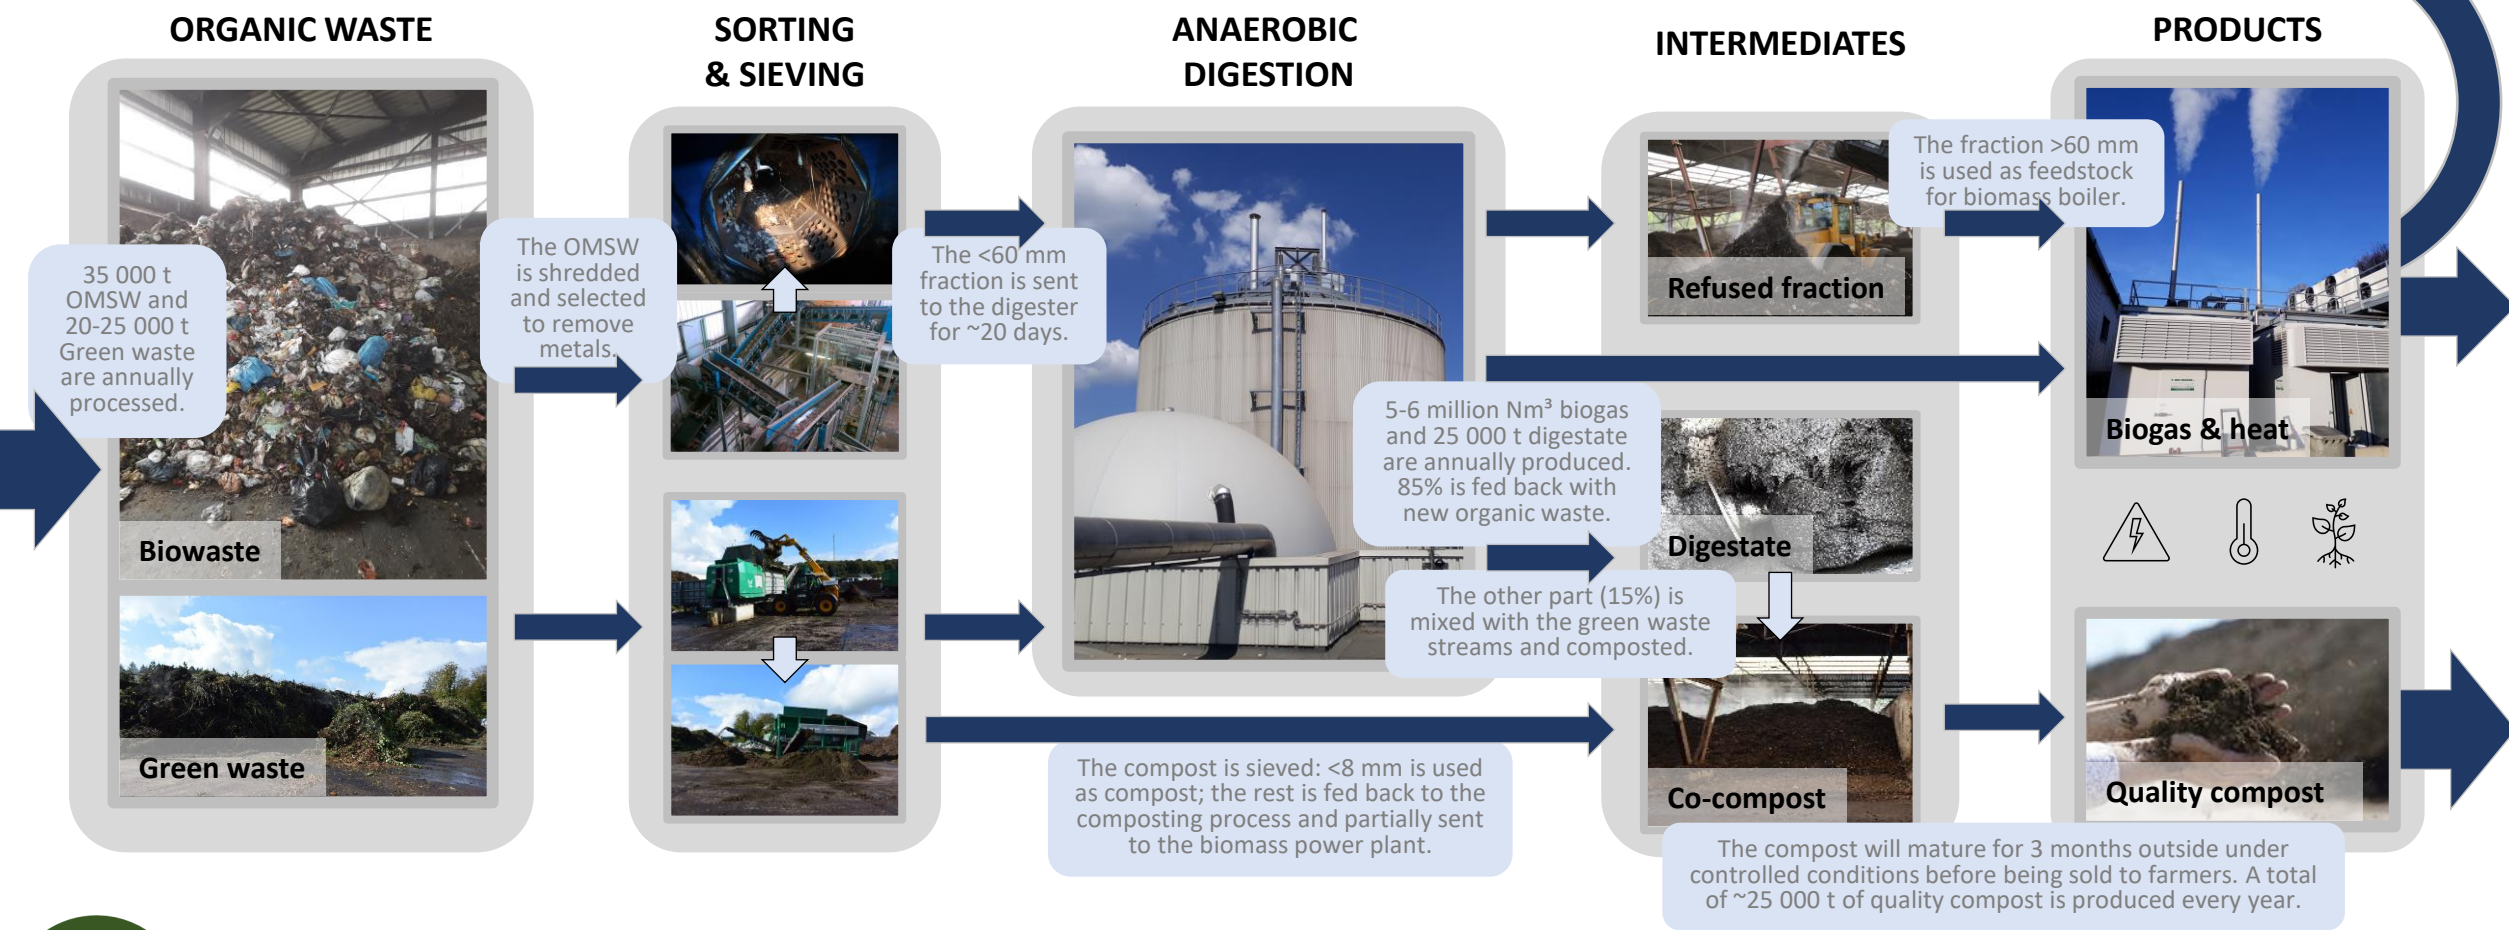 ORGANIC WASTE
SORTING
& SIEVING
ANAEROBIC
DIGESTION
INTERMEDIATES
PRODUCTS
35 000 t
OMSW and
20-25 000 t
Green waste
are annually
processed.
Biowaste
Green waste
The OMSW
is shredded
and selected
to remove
metals.
The <60 mm
fraction is sent
to the digester
for ~20 days.
5-6 million Nm³ biogas
and 25 000 t digestate
are annually produced.
85% is fed back with
new organic waste.
The other part (15%) is
mixed with the green waste
streams and composted.
The compost is sieved: <8 mm is used
as compost; the rest is fed back to the
composting process and partially sent
to the biomass power plant.
Refused fraction
The fraction >60 mm
is used as feedstock
for biomass boiler.
Digestate
Co-compost
Biogas & heat
Quality compost
The compost will mature for 3 months outside under
controlled conditions before being sold to farmers. A total
of ~25 000 t of quality compost is produced every year.